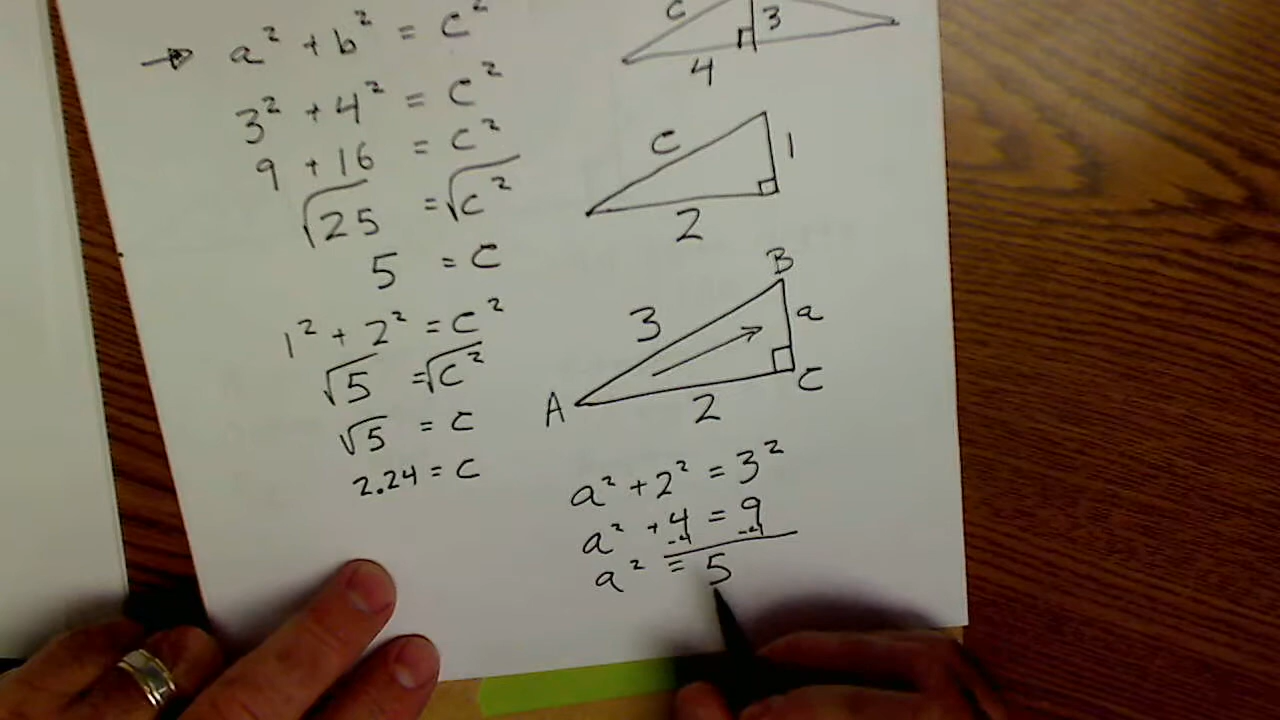 a² + b² = c²
3² + 4² = c²
9 + 16 = c²
√25 = √c²
5 = c
1² + 2² = c²
√5 = √c²
√5 = c
2.24 = c
c 3
4
c 1
2
B
3 a
A C
2
a² + 2² = 3²
a² + 4 = 9
-4 -4
a² = 5